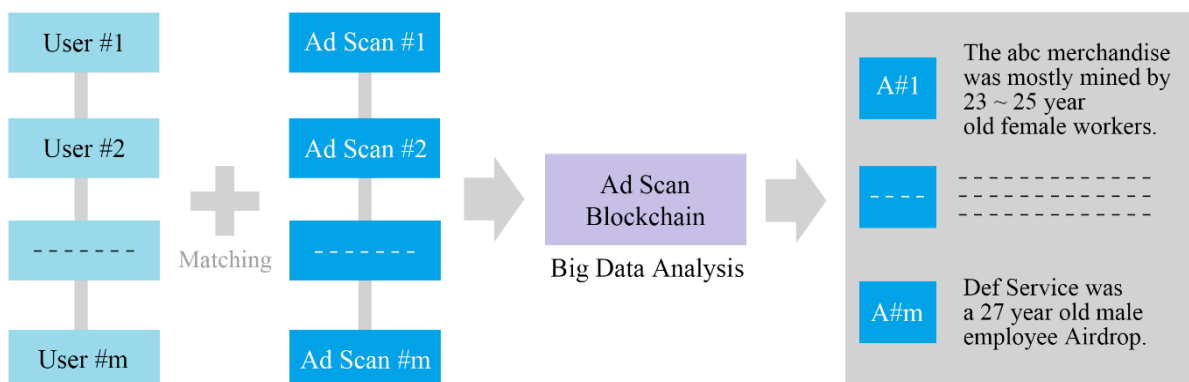 User #1
User #2
User #m
Matching
Ad Scan #1
Ad Scan #2
Ad Scan #m
Ad Scan
Blockchain
Big Data Analysis
A#1
The abc merchandise
was mostly mined by
23 ~ 25 year
old female workers.
A#m
Def Service was
a 27 year old male
employee Airdrop.